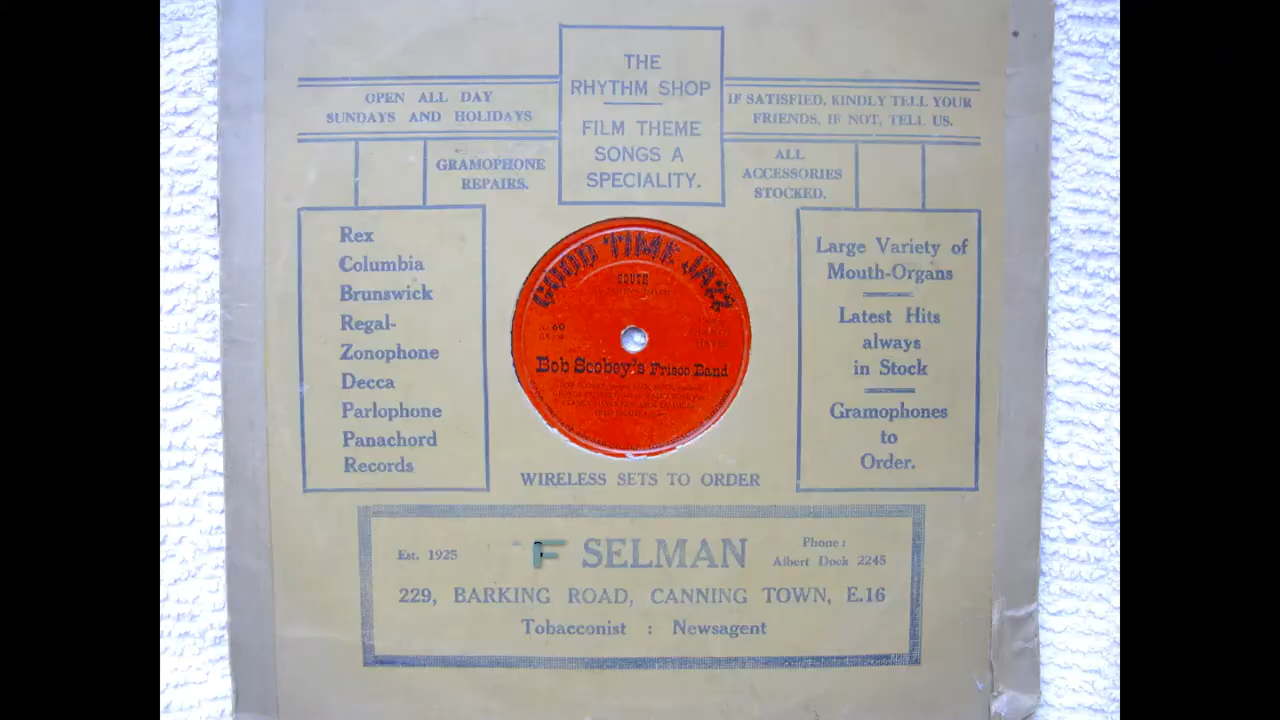 THE
RHYTHM SHOP
FILM THEME
SONGS A
SPECIALITY.
OPEN ALL DAY
SUNDAYS AND HOLIDAYS
IF SATISFIED, KINDLY TELL YOUR
FRIENDS, IF NOT, TELL US.
GRAMOPHONE
REPAIRS.
ALL
ACCESSORIES
STOCKED.
Rex
Columbia
Brunswick
Regal-
Zonophone
Decca
Parlophone
Panachord
Records
GOOD TIME JAZZ
SOUTH
60
Bob Scobey's Frisco Band
Large Variety of
Mouth-Organs
Latest Hits
always
in Stock
Gramophones
to
Order.
WIRELESS SETS TO ORDER
Est. 1925
F SELMAN
Phone:
Albert Dock 2245
229, BARKING ROAD, CANNING TOWN, E.16
Tobacconist : Newsagent